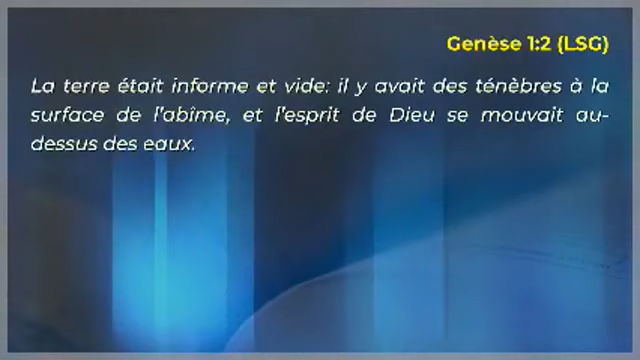 Genèse 1:2 (LSG)
La terre était informe et vide: il y avait des ténèbres à la
surface de l'abîme, et l'esprit de Dieu se mouvait au-
dessus des eaux.